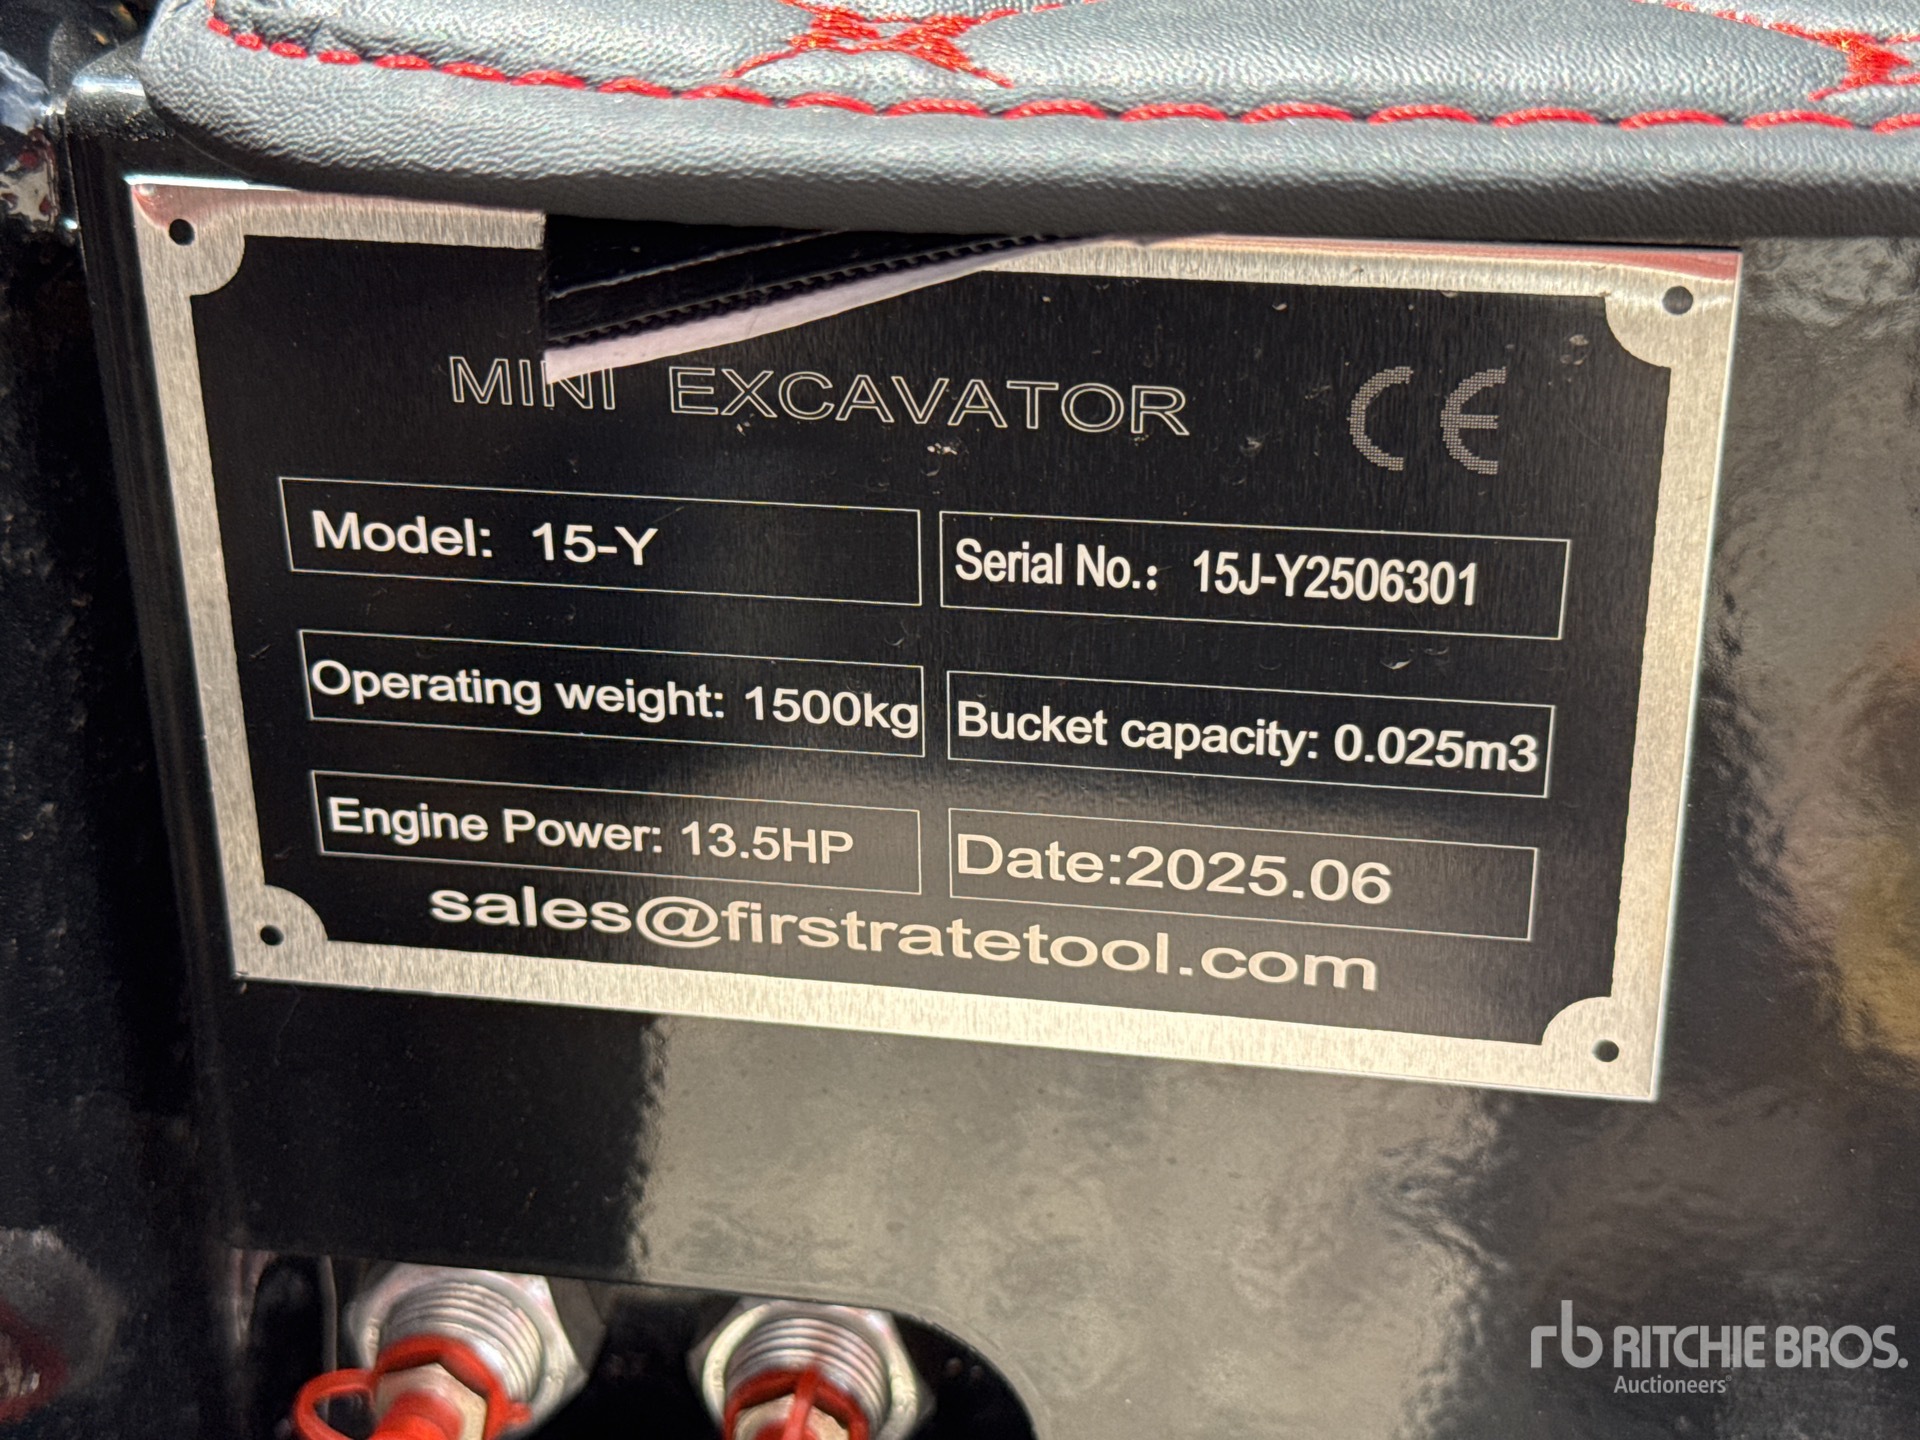 MINI EXCAVATOR CE
Model: 15-Y
Serial No.: 15J-Y2506301
Operating weight: 1500kg
Bucket capacity: 0.025m3
Engine Power: 13.5HP
Date:2025.06
sales@firstratetool.com
rb RITCHIE BROS.
Auctioneers